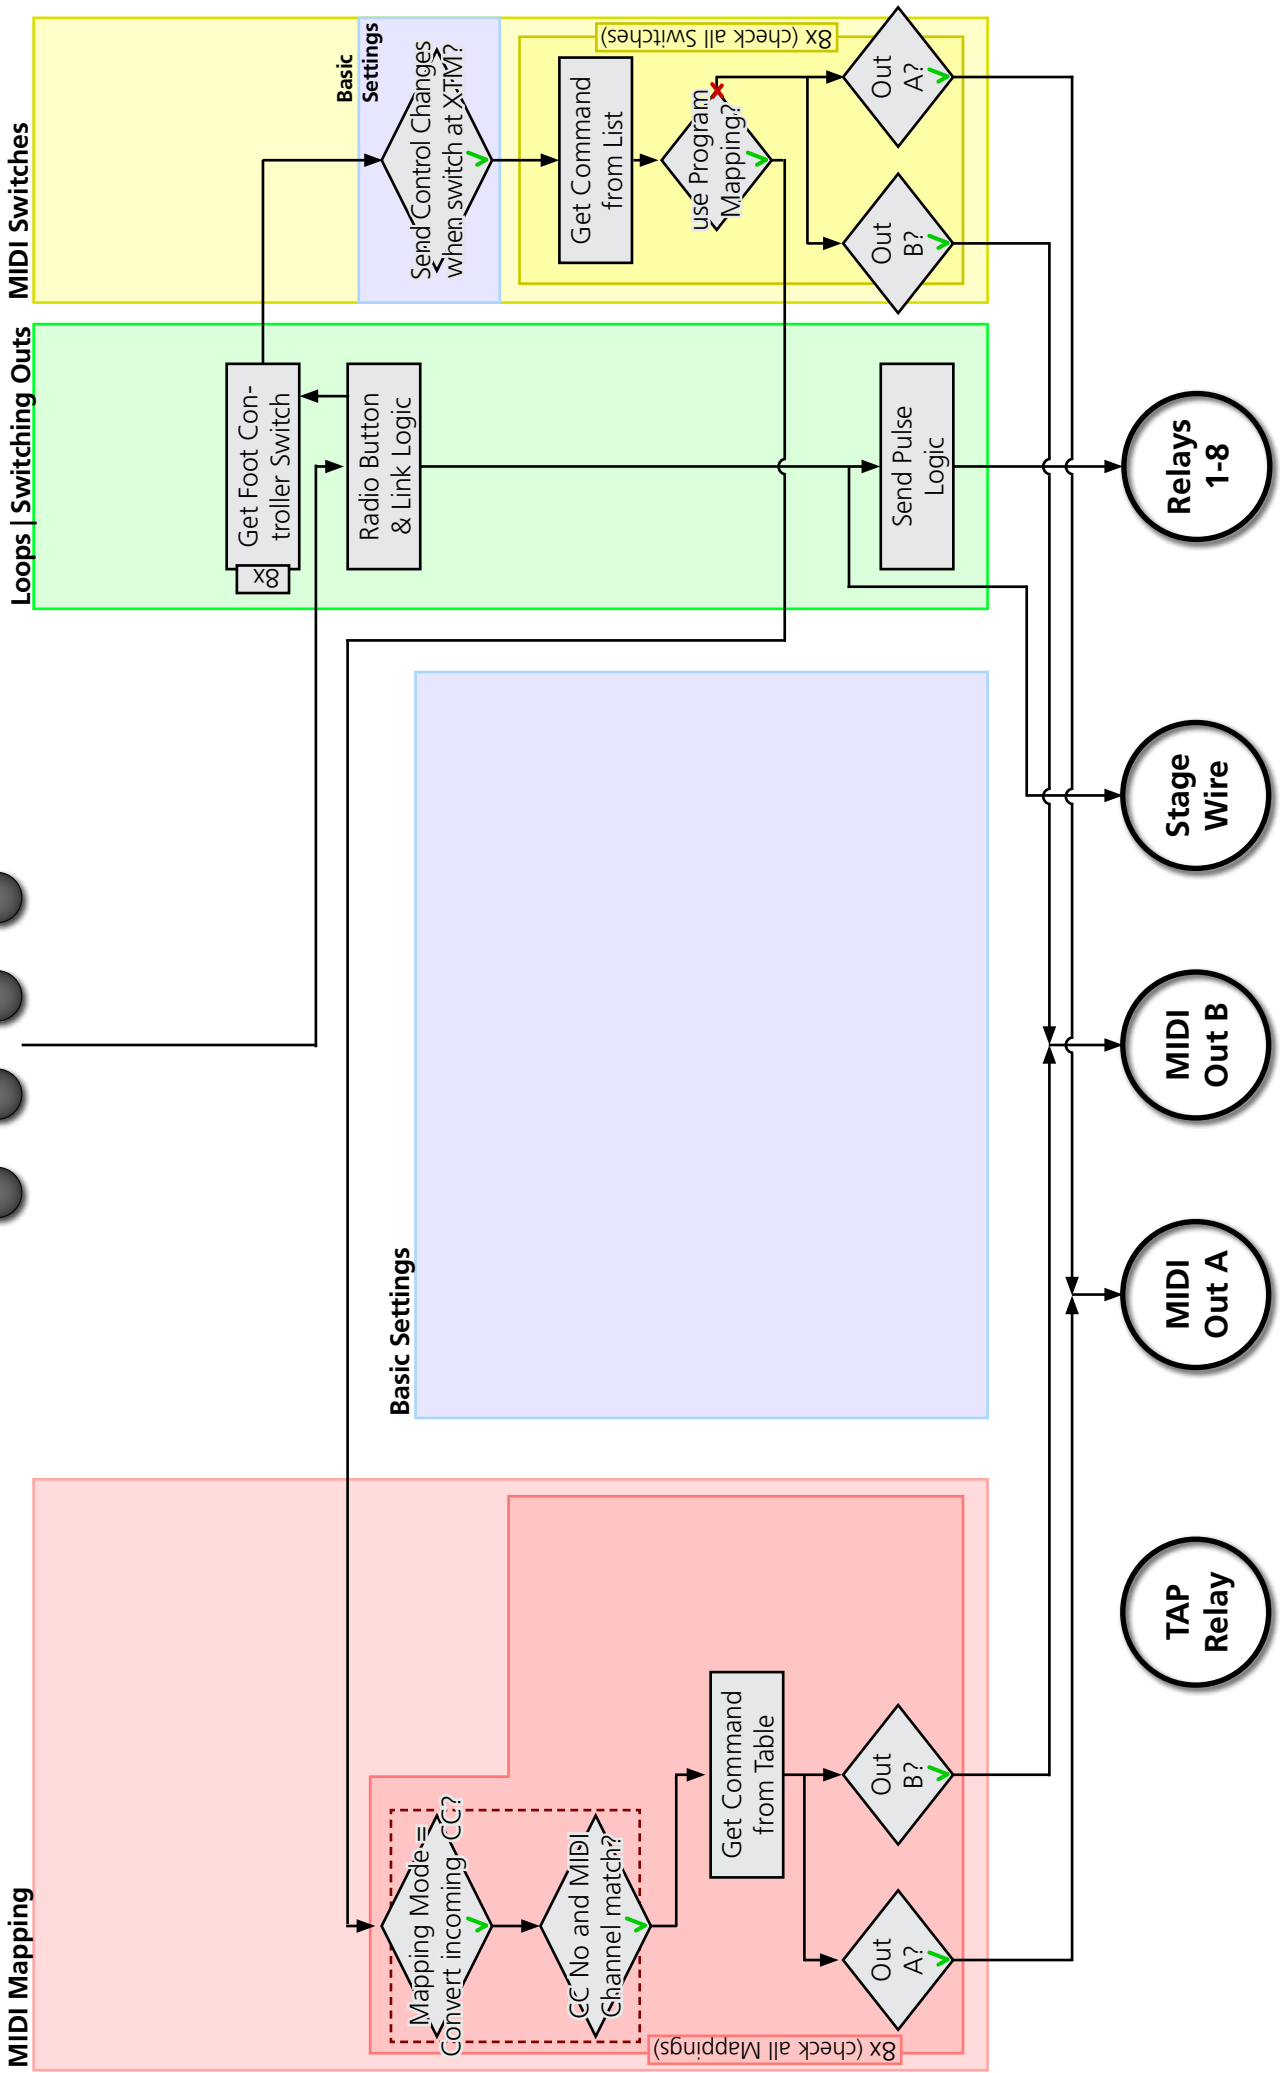 MIDI Mapping
Mapping Mode =
Convert incoming CC?
CC No and MIDI
Channel match?
Get Command
from Table
Out
A?
Out
B?
8x (check all Mappings)
Basic Settings
Loops | Switching Outs
Get Foot Con-
troller Switch
8x
Radio Button
& Link Logic
Send Pulse
Logic
MIDI Switches
Basic
Settings
Send Control Changes
when switch at XTM?
Get Command
from List
use Program
Mapping?
Out
B?
Out
A?
8x (check all Switches)
TAP
Relay
MIDI
Out A
MIDI
Out B
Stage
Wire
Relays
1-8